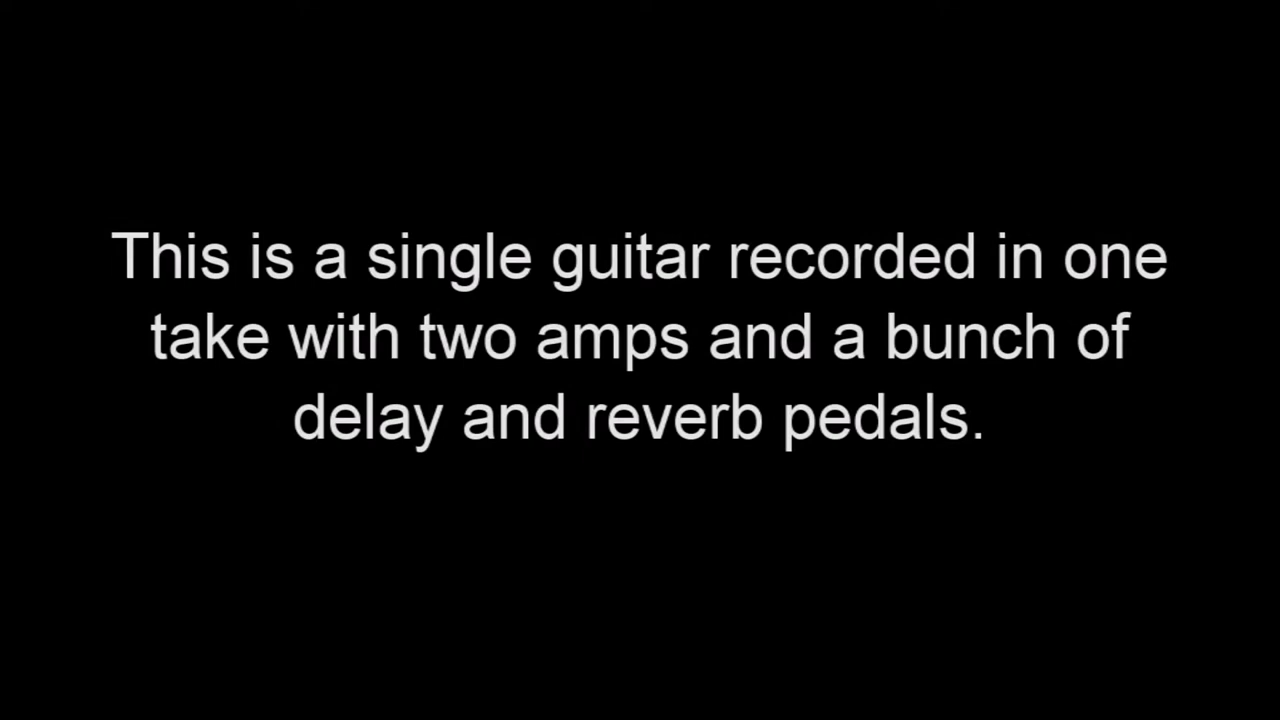 This is a single guitar recorded in one
take with two amps and a bunch of
delay and reverb pedals.